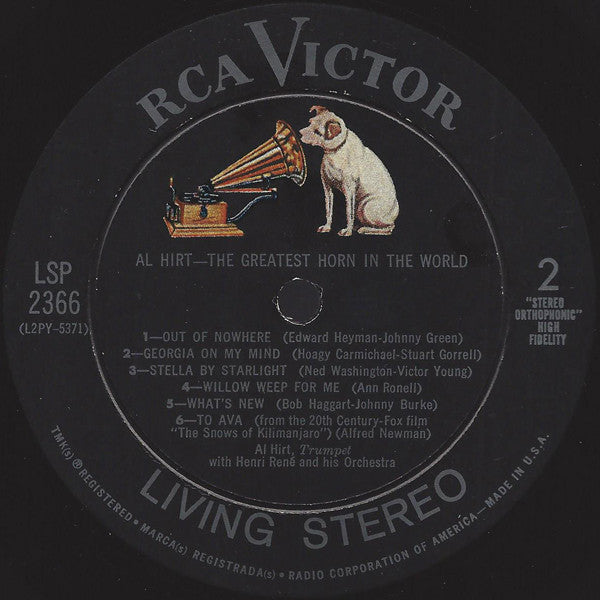 RCA VICTOR
AL HIRT—THE GREATEST HORN IN THE WORLD
LSP
2366
(L2PY-5371)
2
"STEREO
ORTHOPHONIC"
HIGH
FIDELITY
1—OUT OF NOWHERE (Edward Heyman-Johnny Green)
2—GEORGIA ON MY MIND (Hoagy Carmichael-Stuart Gorrell)
3—STELLA BY STARLIGHT (Ned Washington-Victor Young)
4—WILLOW WEEP FOR ME (Ann Ronell)
5—WHAT'S NEW (Bob Haggart-Johnny Burke)
6—TO AVA (from the 20th Century-Fox film
"The Snows of Kilimanjaro") (Alfred Newman)
Al Hirt, Trumpet
with Henri René and his Orchestra
LIVING STEREO
TMK(s) ® REGISTERED • MARCA(s) REGISTRADA(s) • RADIO CORPORATION OF AMERICA—MADE IN U.S.A.